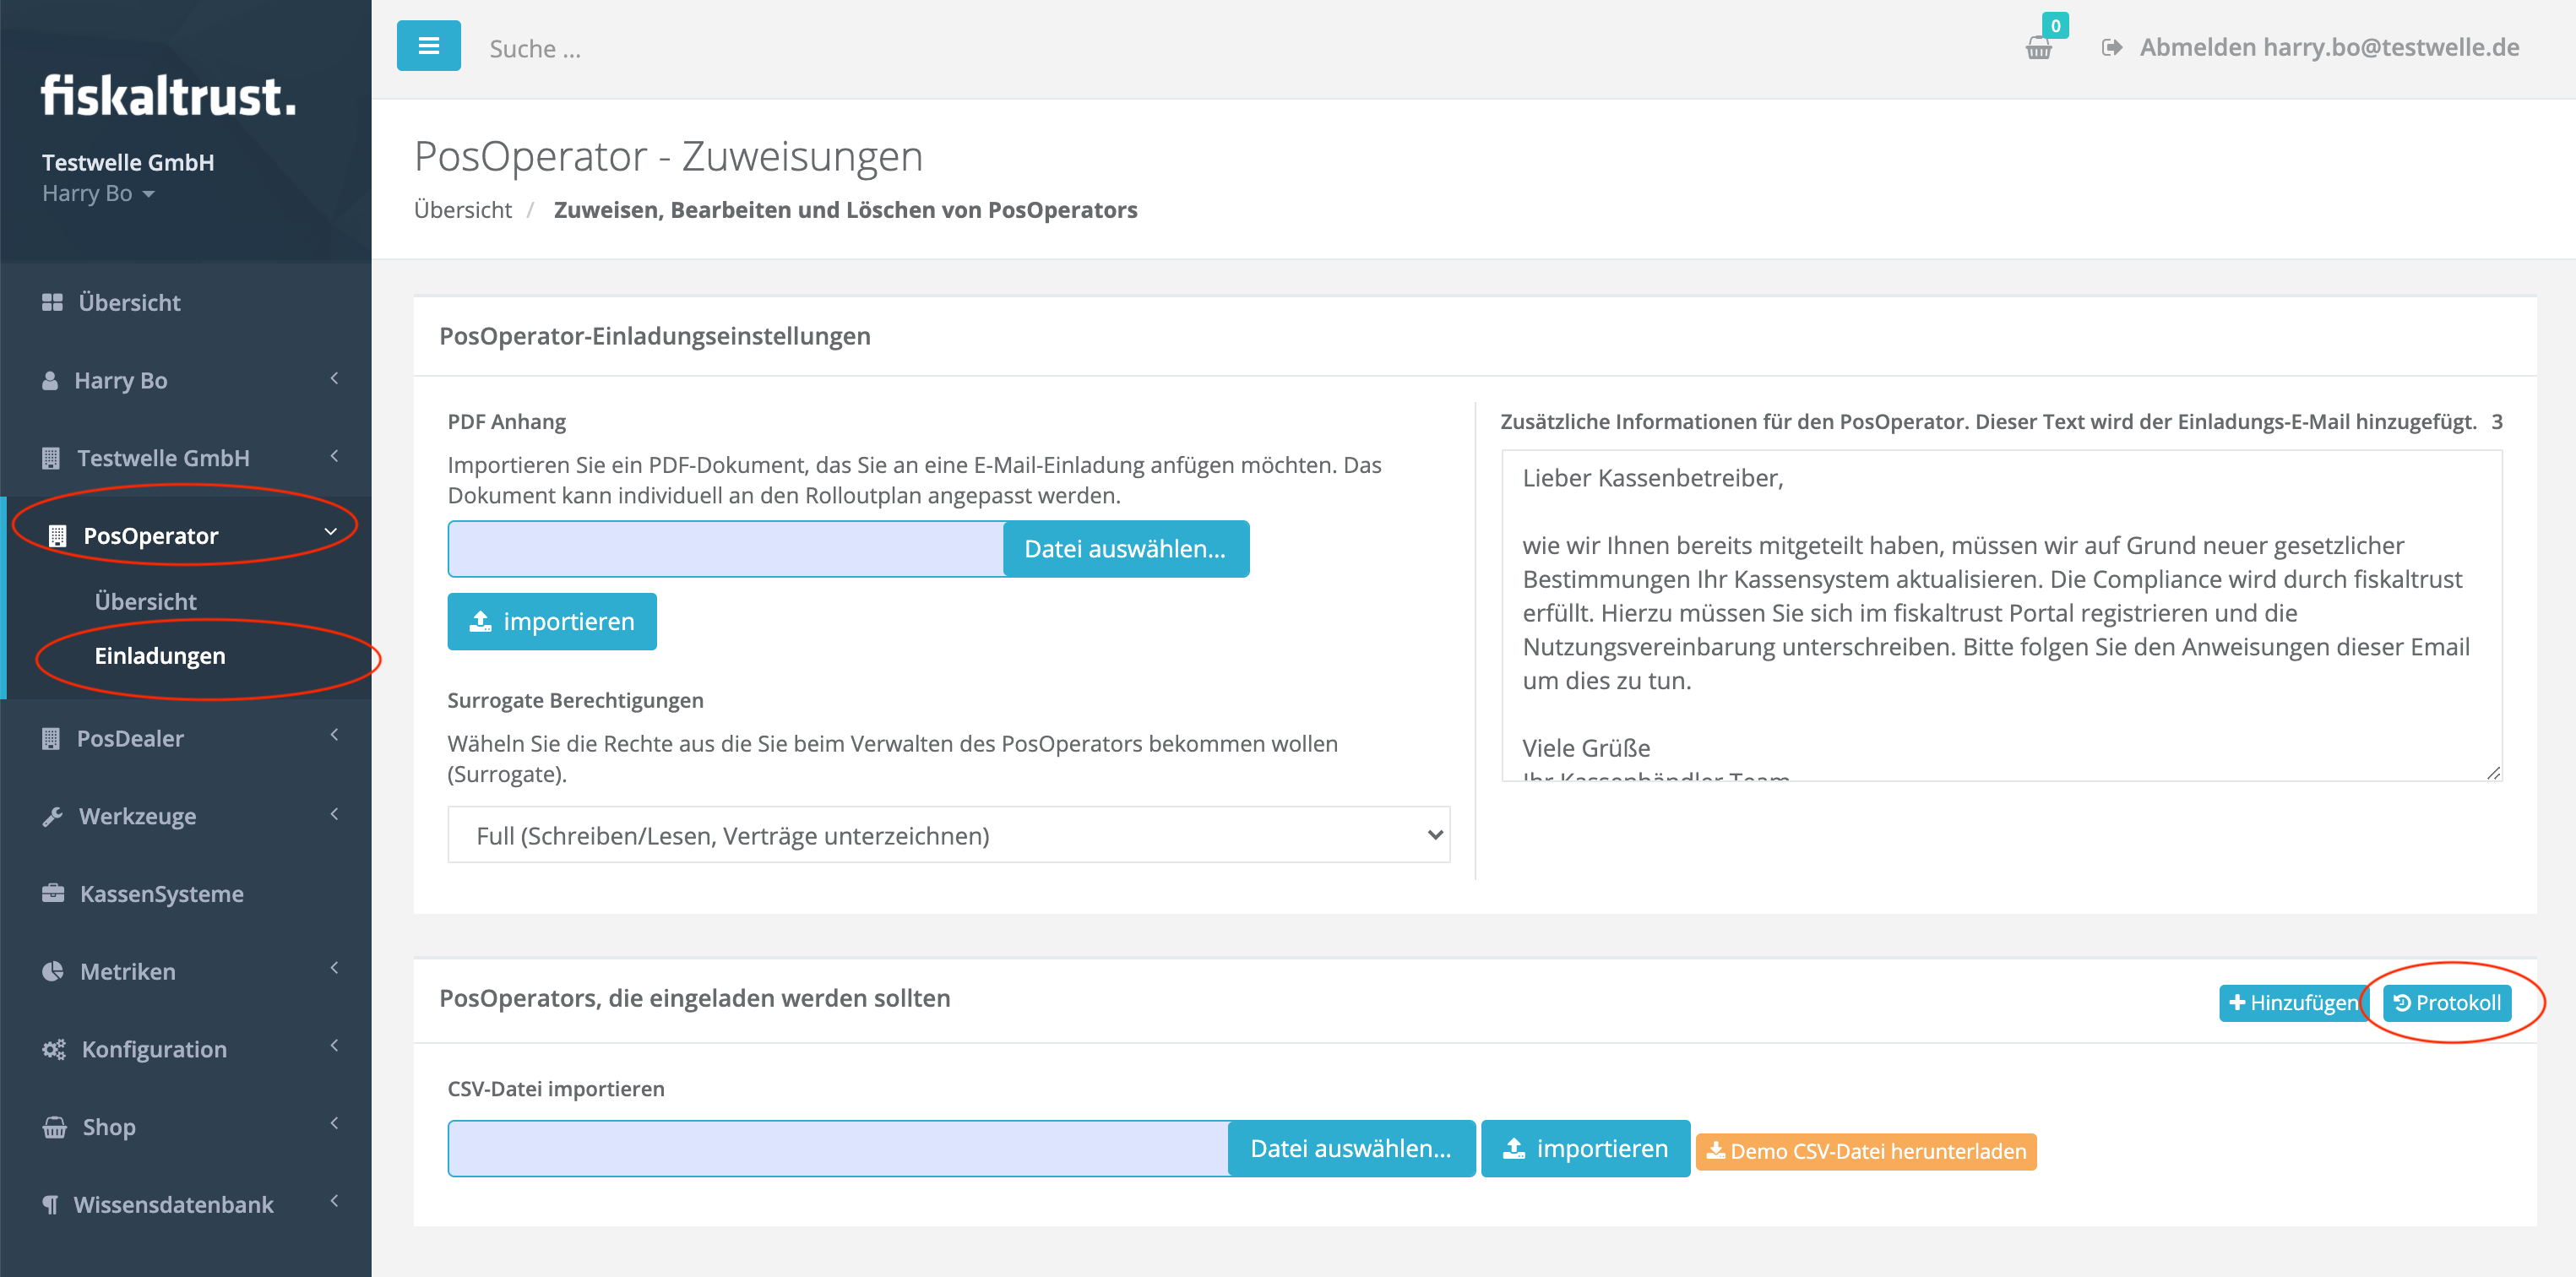 fiskaltrust.
Testwelle GmbH
Harry Bo
Übersicht
Harry Bo
Testwelle GmbH
PosOperator
Übersicht
Einladungen
PosDealer
Werkzeuge
KassenSysteme
Metriken
Konfiguration
Shop
Wissensdatenbank
Suche ...
0
Abmelden harry.bo@testwelle.de
PosOperator - Zuweisungen
Übersicht / Zuweisen, Bearbeiten und Löschen von PosOperators
PosOperator-Einladungseinstellungen
PDF Anhang
Importieren Sie ein PDF-Dokument, das Sie an eine E-Mail-Einladung anfügen möchten. Das
Dokument kann individuell an den Rolloutplan angepasst werden.
Datei auswählen...
importieren
Surrogate Berechtigungen
Wäheln Sie die Rechte aus die Sie beim Verwalten des PosOperators bekommen wollen
(Surrogate).
Full (Schreiben/Lesen, Verträge unterzeichnen)
Zusätzliche Informationen für den PosOperator. Dieser Text wird der Einladungs-E-Mail hinzugefügt. 3
Lieber Kassenbetreiber,
wie wir Ihnen bereits mitgeteilt haben, müssen wir auf Grund neuer gesetzlicher
Bestimmungen Ihr Kassensystem aktualisieren. Die Compliance wird durch fiskaltrust
erfüllt. Hierzu müssen Sie sich im fiskaltrust Portal registrieren und die
Nutzungsvereinbarung unterschreiben. Bitte folgen Sie den Anweisungen dieser Email
um dies zu tun.
Viele Grüße
Ihr Kassenhändler Team
PosOperators, die eingeladen werden sollten
Hinzufügen
Protokoll
CSV-Datei importieren
Datei auswählen...
importieren
Demo CSV-Datei herunterladen